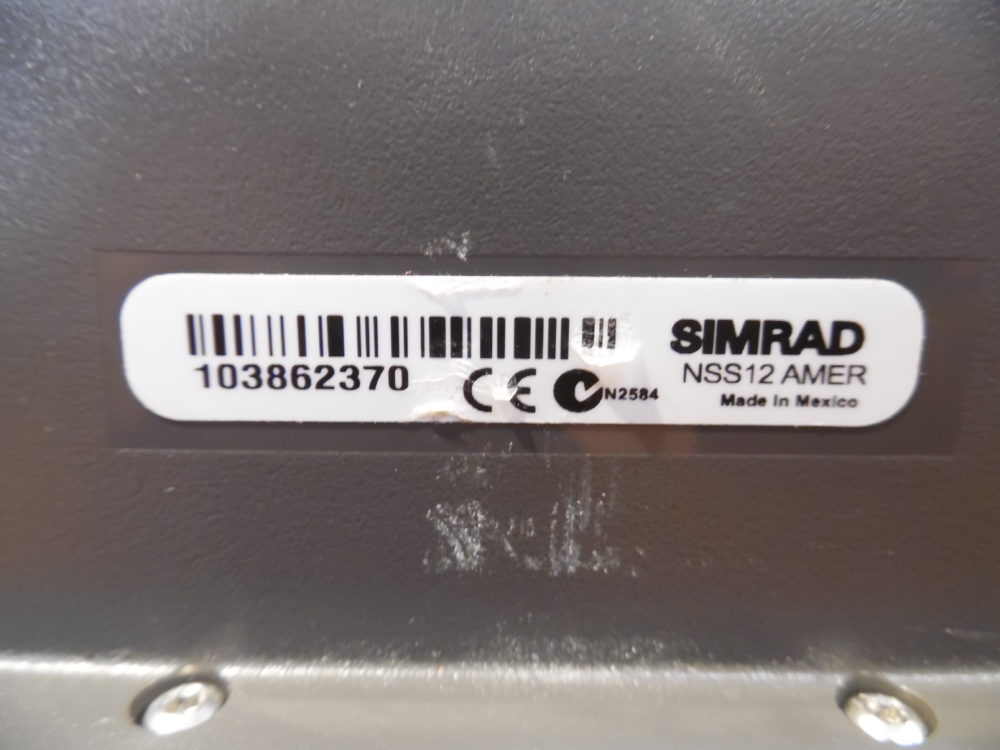 SIMRAD
103862370
NSS12 AMER
CE N2584
Made In Mexico